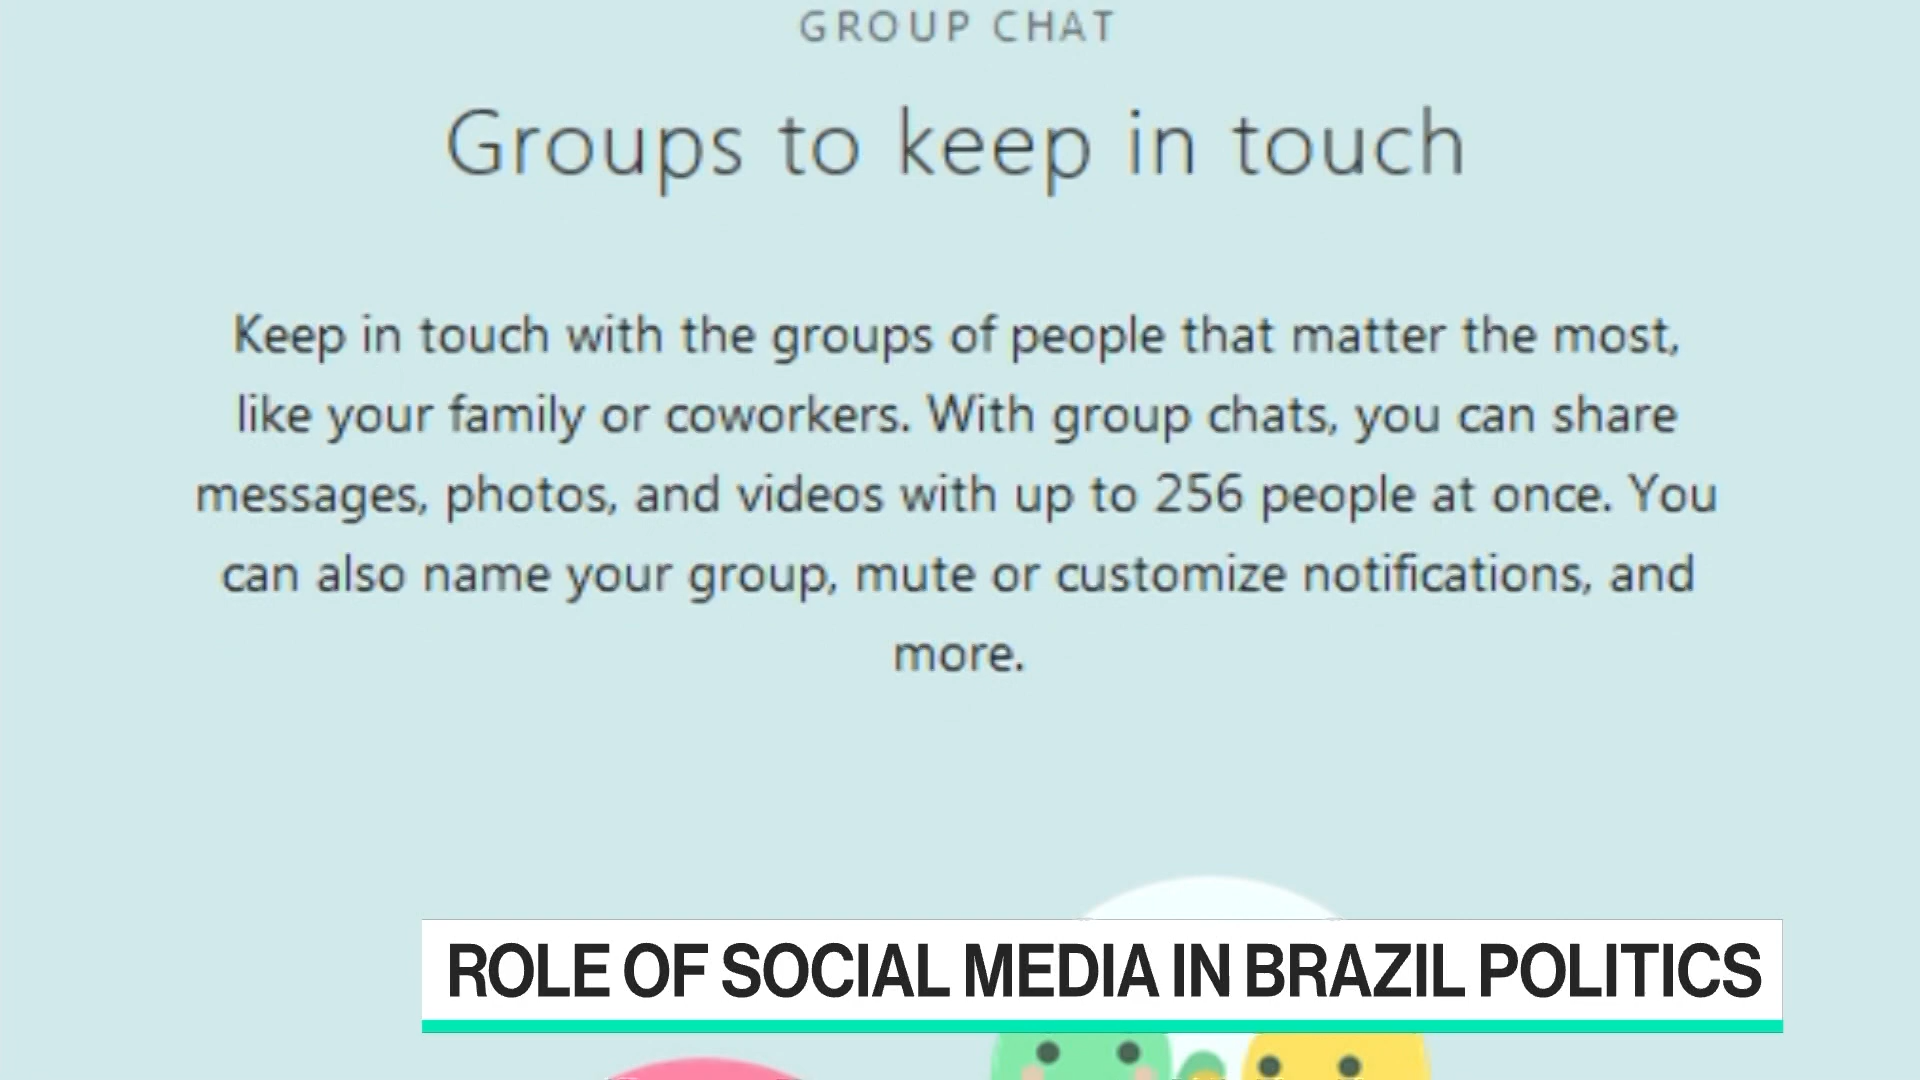 GROUP CHAT
Groups to keep in touch
Keep in touch with the groups of people that matter the most,
like your family or coworkers. With group chats, you can share
messages, photos, and videos with up to 256 people at once. You
can also name your group, mute or customize notifications, and
more.
ROLE OF SOCIAL MEDIA IN BRAZIL POLITICS